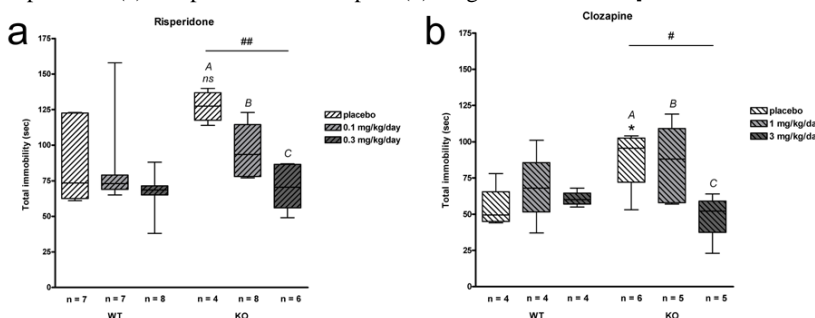 a
Risperidone
Total immobility (sec)
175
150
125
100
75
50
25
0
##
A
ns
B
C
placebo
0.1 mg/kg/day
0.3 mg/kg/day
n = 7
n = 7
n = 8
n = 4
n = 8
n = 6
WT
KO
b
Clozapine
Total immobility (sec)
175
150
125
100
75
50
25
0
#
A
*
B
C
placebo
1 mg/kg/da
3 mg/kg/da
n = 4
n = 4
n = 4
n = 6
n = 5
n = 5
WT
KO